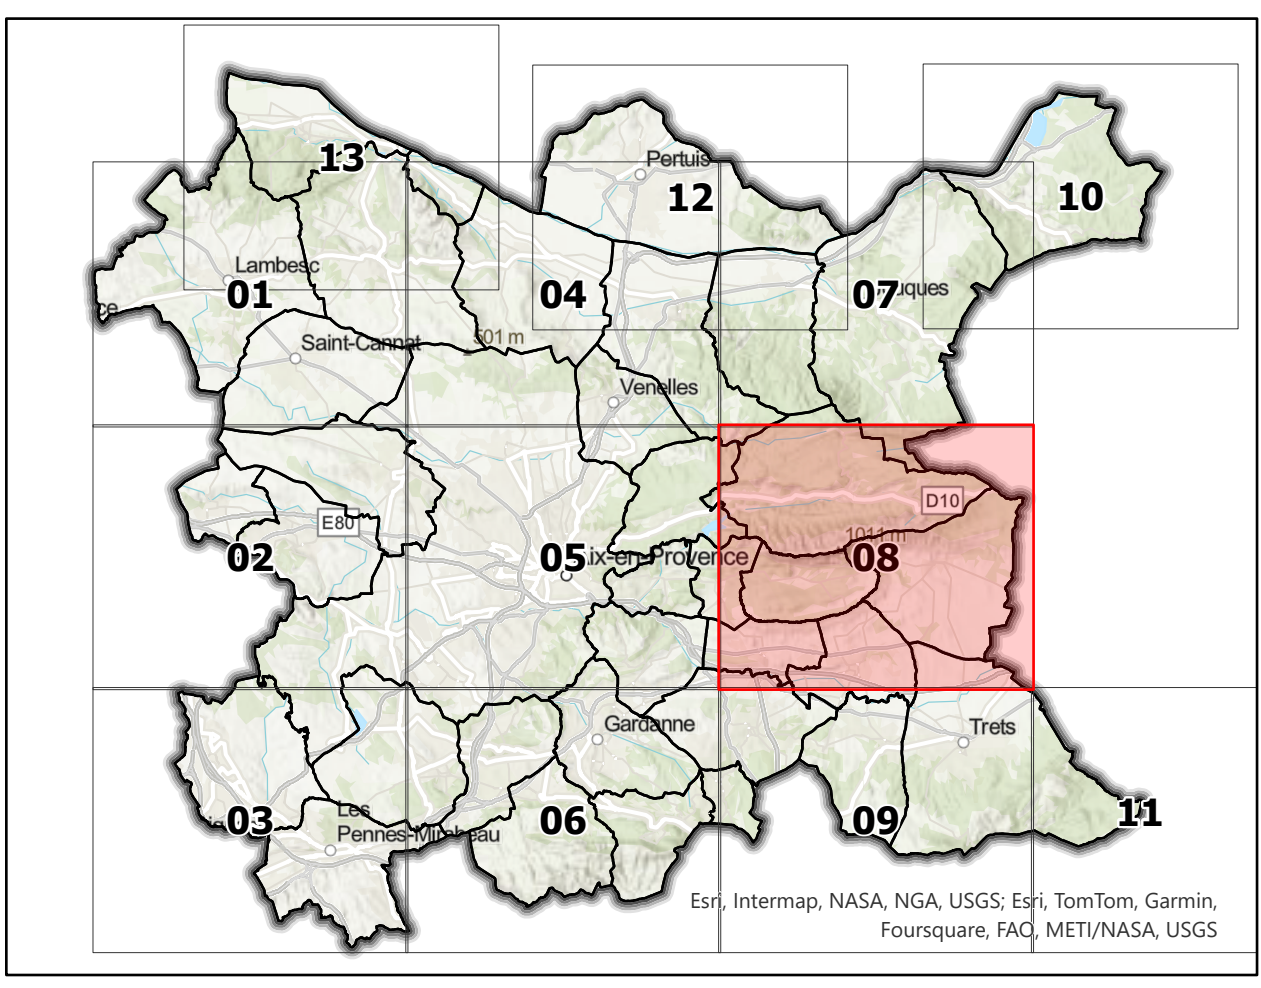 13
Pertuis
12
10
Lambesc
01
04
07
uques
ce
Saint-Cannat
501 m
Venelles
D10
E80
1011 m
02
05
Aix-en-Provence
08
Gardanne
Trets
Les
03
Pennes-Mirabeau
06
09
11
Esri, Intermap, NASA, NGA, USGS; Esri, TomTom, Garmin,
Foursquare, FAO, METI/NASA, USGS